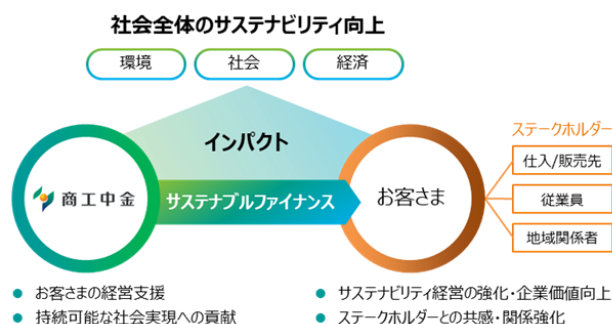 社会全体のサステナビリティ向上
環境
社会
経済
インパクト
ステークホルダー
仕入/販売先
商工中金
サステナブルファイナンス
お客さま
従業員
地域関係者
● お客さまの経営支援
● 持続可能な社会実現への貢献
● サステナビリティ経営の強化・企業価値向上
● ステークホルダーとの共感・関係強化